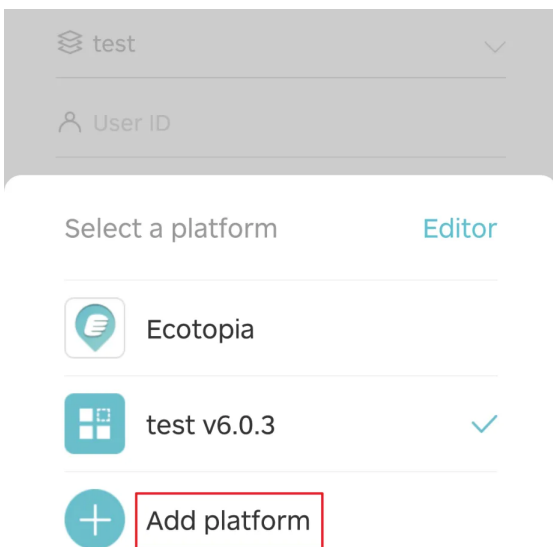 test
User ID
Select a platform
Editor
Ecotopia
test v6.0.3
Add platform